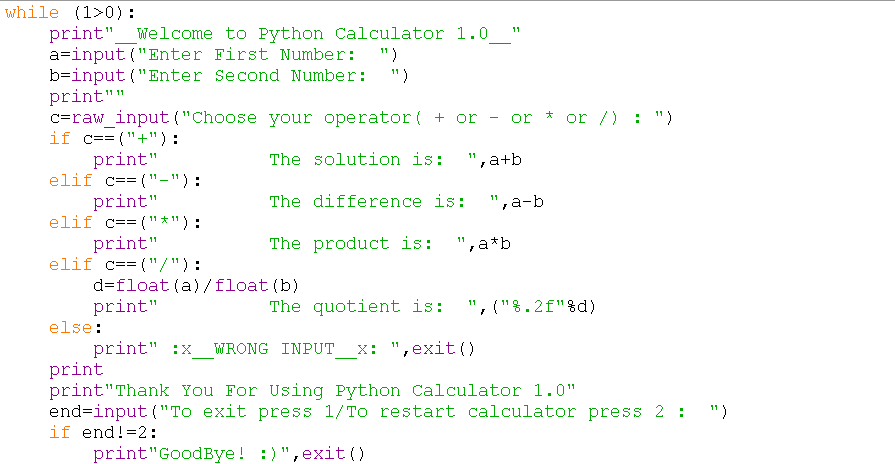 while (1>0):
    print"__Welcome to Python Calculator 1.0__"
    a=input("Enter First Number:  ")
    b=input("Enter Second Number:  ")
    print""
    c=raw_input("Choose your operator( + or - or * or /) : ")
    if c==("+"):
        print"          The solution is:  ",a+b
    elif c==("-"):
        print"          The difference is:  ",a-b
    elif c==("*"):
        print"          The product is:  ",a*b
    elif c==("/"):
        d=float(a)/float(b)
        print"          The quotient is:  ",("%.2f"%d)
    else:
        print" :x__WRONG INPUT__x: ",exit()
    print
    print"Thank You For Using Python Calculator 1.0"
    end=input("To exit press 1/To restart calculator press 2 :  ")
    if end!=2:
        print"GoodBye! :)",exit()